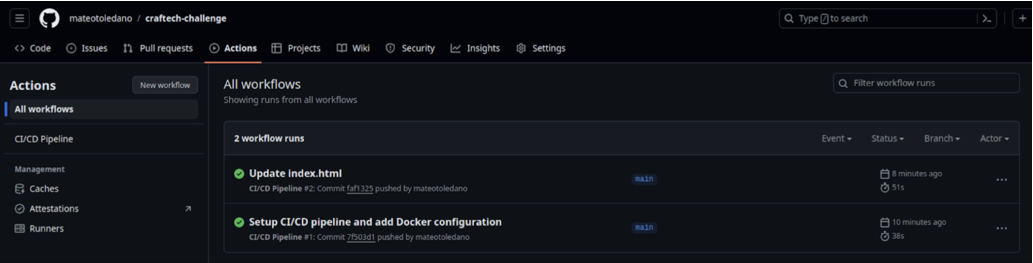 mateotoledano / craftech-challenge
Type / to search
Code Issues Pull requests Actions Projects Wiki Security Insights Settings
Actions
New workflow
All workflows
CI/CD Pipeline
Management
Caches
Attestations
Runners
All workflows
Showing runs from all workflows
Filter workflow runs
2 workflow runs
Event Status Branch Actor
Update index.html
CI/CD Pipeline #2: Commit faf1325 pushed by mateotoledano
main
8 minutes ago
51s
Setup CI/CD pipeline and add Docker configuration
CI/CD Pipeline #1: Commit 7f503d1 pushed by mateotoledano
main
10 minutes ago
38s